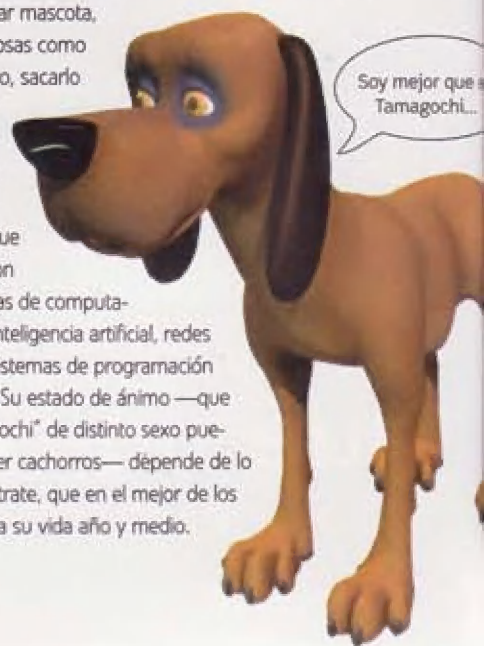 ar mascota,
osas como
o, sacarlo
Soy mejor que
Tamagochi...
ue
on
as de computa-
nteligencia artificial, redes
stemas de programación
Su estado de ánimo —que
ochi" de distinto sexo pue-
er cachorros— depende de lo
trate, que en el mejor de los
a su vida año y medio.